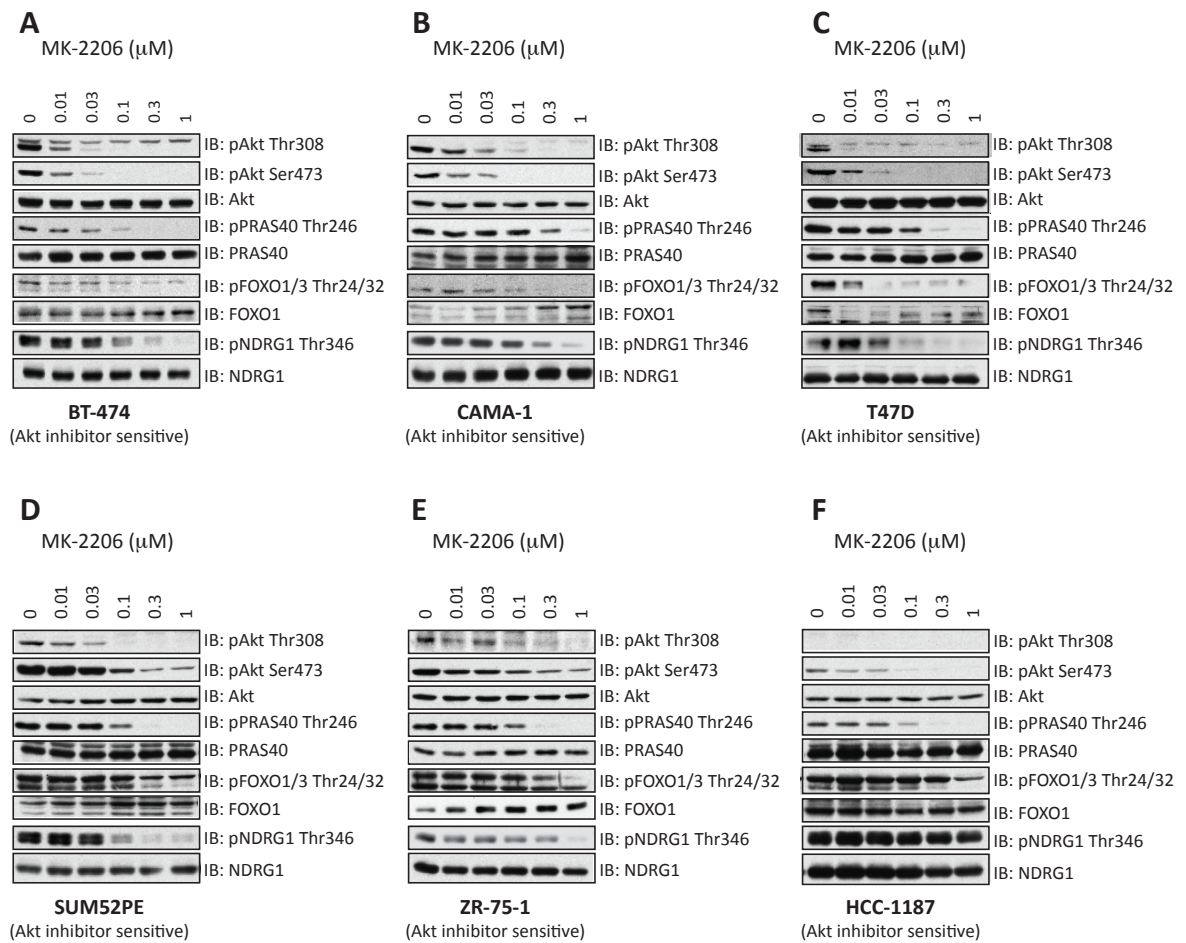 A
MK-2206 (μM)
0 0.01 0.03 0.1 0.3 1
IB: pAkt Thr308
IB: pAkt Ser473
IB: Akt
IB: pPRAS40 Thr246
IB: PRAS40
IB: pFOXO1/3 Thr24/32
IB: FOXO1
IB: pNDRG1 Thr346
IB: NDRG1
BT-474
(Akt inhibitor sensitive)
B
MK-2206 (μM)
0 0.01 0.03 0.1 0.3 1
IB: pAkt Thr308
IB: pAkt Ser473
IB: Akt
IB: pPRAS40 Thr246
IB: PRAS40
IB: pFOXO1/3 Thr24/32
IB: FOXO1
IB: pNDRG1 Thr346
IB: NDRG1
CAMA-1
(Akt inhibitor sensitive)
C
MK-2206 (μM)
0 0.01 0.03 0.1 0.3 1
IB: pAkt Thr308
IB: pAkt Ser473
IB: Akt
IB: pPRAS40 Thr246
IB: PRAS40
IB: pFOXO1/3 Thr24/32
IB: FOXO1
IB: pNDRG1 Thr346
IB: NDRG1
T47D
(Akt inhibitor sensitive)
D
MK-2206 (μM)
0 0.01 0.03 0.1 0.3 1
IB: pAkt Thr308
IB: pAkt Ser473
IB: Akt
IB: pPRAS40 Thr246
IB: PRAS40
IB: pFOXO1/3 Thr24/32
IB: FOXO1
IB: pNDRG1 Thr346
IB: NDRG1
SUM52PE
(Akt inhibitor sensitive)
E
MK-2206 (μM)
0 0.01 0.03 0.1 0.3 1
IB: pAkt Thr308
IB: pAkt Ser473
IB: Akt
IB: pPRAS40 Thr246
IB: PRAS40
IB: pFOXO1/3 Thr24/32
IB: FOXO1
IB: pNDRG1 Thr346
IB: NDRG1
ZR-75-1
(Akt inhibitor sensitive)
F
MK-2206 (μM)
0 0.01 0.03 0.1 0.3 1
IB: pAkt Thr308
IB: pAkt Ser473
IB: Akt
IB: pPRAS40 Thr246
IB: PRAS40
IB: pFOXO1/3 Thr24/32
IB: FOXO1
IB: pNDRG1 Thr346
IB: NDRG1
HCC-1187
(Akt inhibitor sensitive)